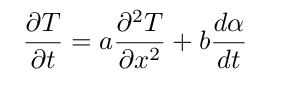 ∂T/∂t = a ∂²T/∂x² + b dα/dt